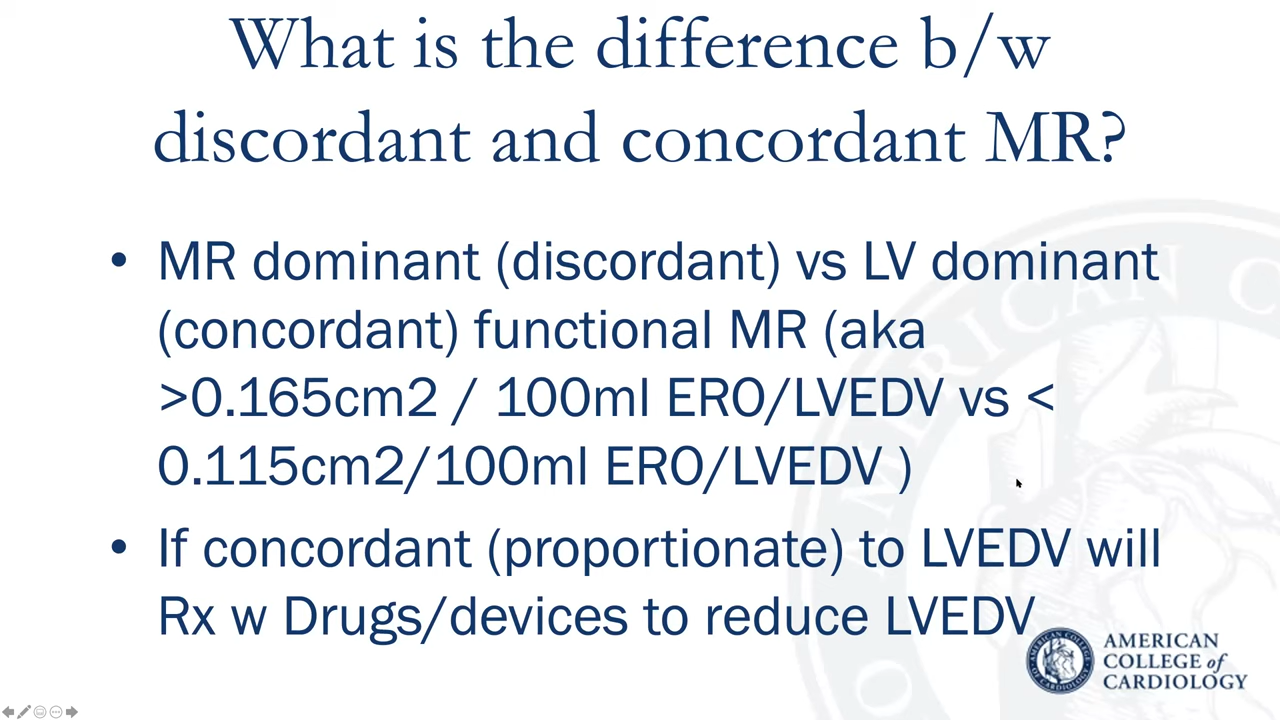 What is the difference b/w
discordant and concordant MR?
• MR dominant (discordant) vs LV dominant
(concordant) functional MR (aka
>0.165cm2 / 100ml ERO/LVEDV vs <
0.115cm2/100ml ERO/LVEDV )
• If concordant (proportionate) to LVEDV will
Rx w Drugs/devices to reduce LVEDV
AMERICAN
COLLEGE of
CARDIOLOGY